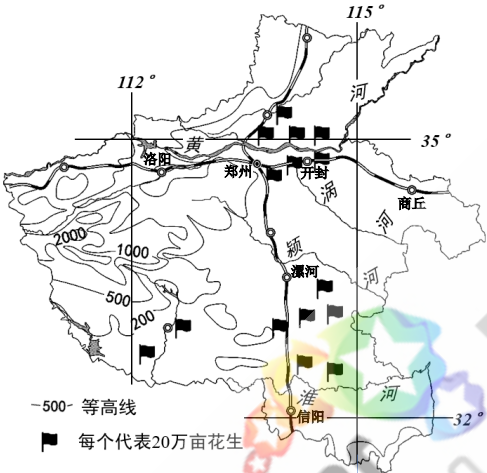 115°
112°
河
黄
35°
洛阳
郑州
开封
涡
商丘
河
2000
颍
1000
漯河
河
500
200
淮
河
信阳
32°
-500- 等高线
每个代表20万亩花生